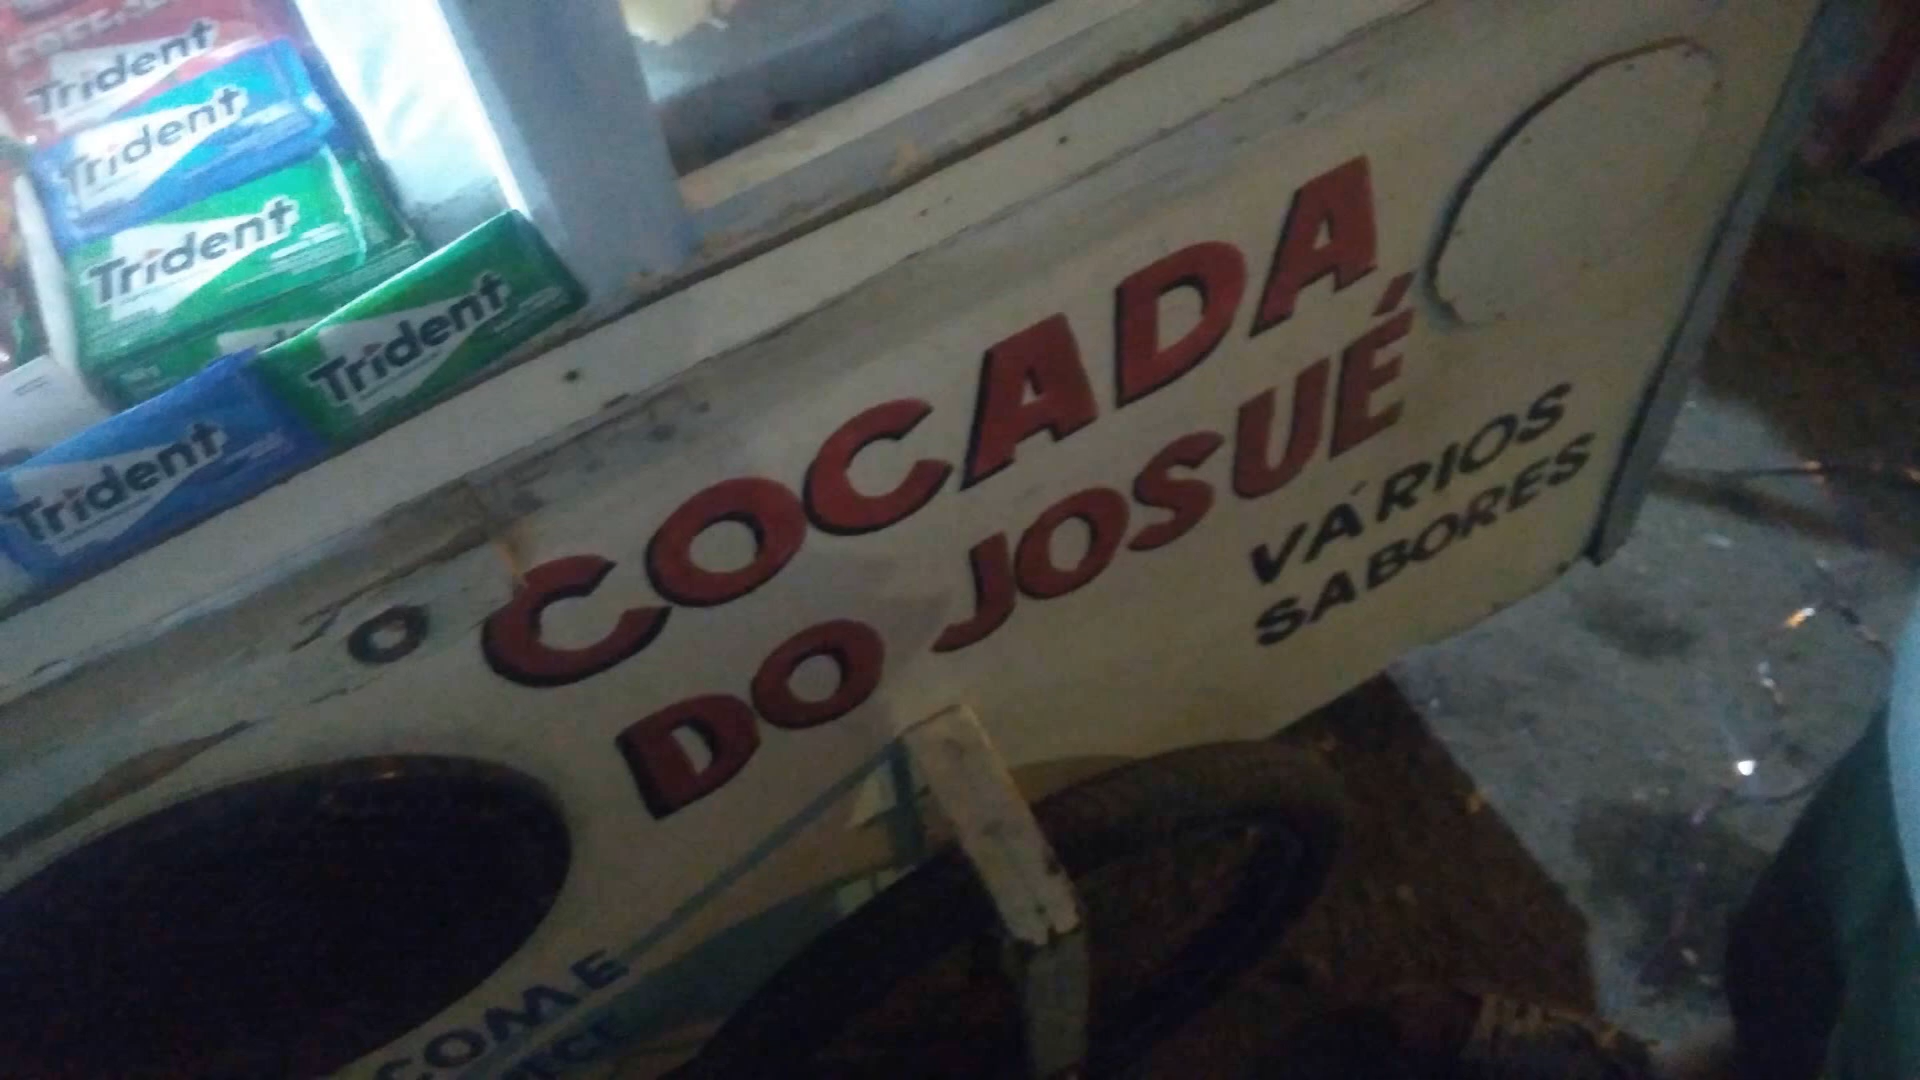 Trident
Trident
Trident
Trident
Trident
O COCADA
DO JOSUÉ
VÁRIOS
SABORES
COME